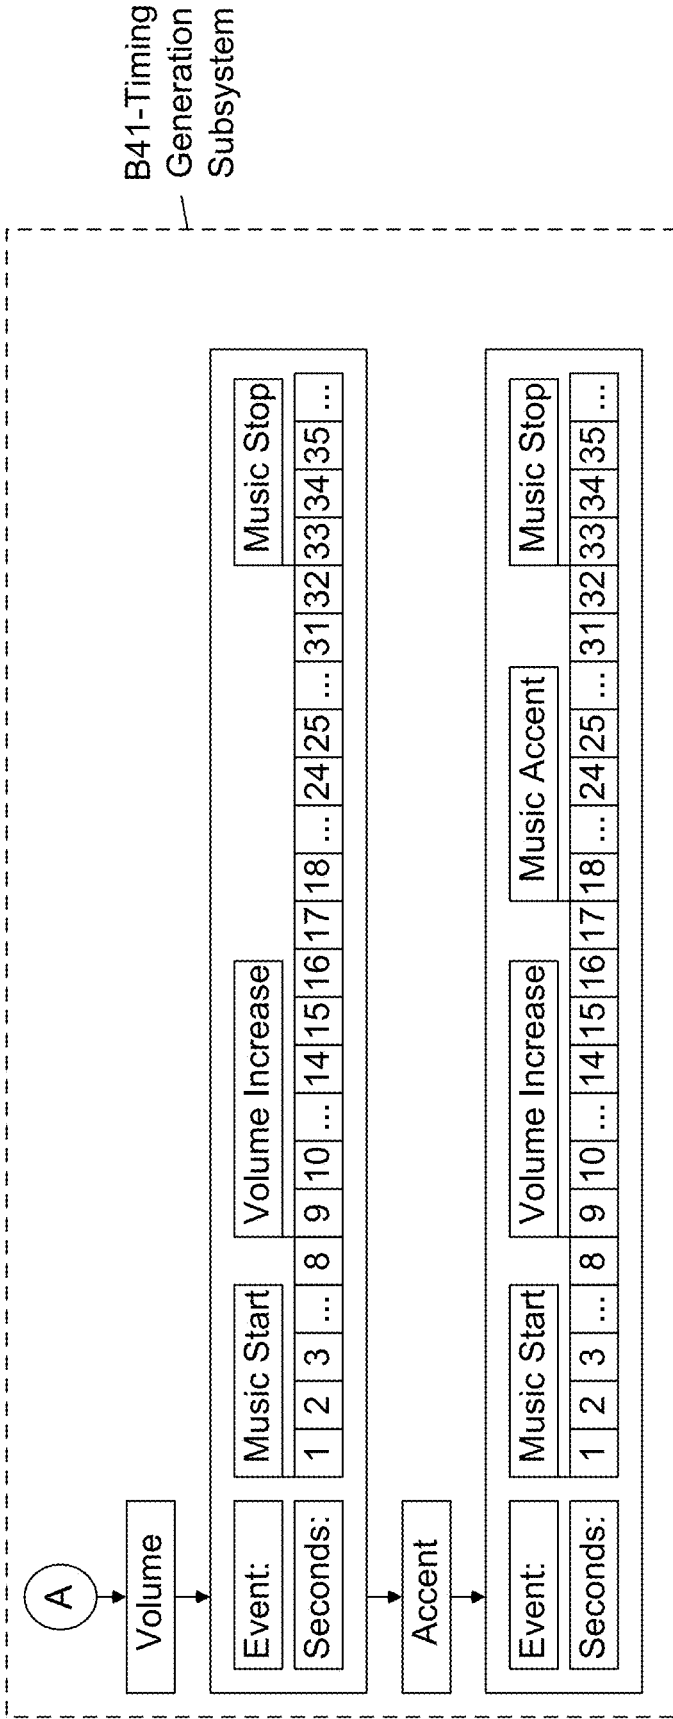 B41-Timing
Generation
Subsystem
A
Volume
Event: Music Start Volume Increase Music Stop
Seconds: 1 2 3 ... 8 9 10 ... 14 15 16 17 18 ... 24 25 ... 31 32 33 34 35 ...
Accent
Event: Music Start Volume Increase Music Accent Music Stop
Seconds: 1 2 3 ... 8 9 10 ... 14 15 16 17 18 ... 24 25 ... 31 32 33 34 35 ...